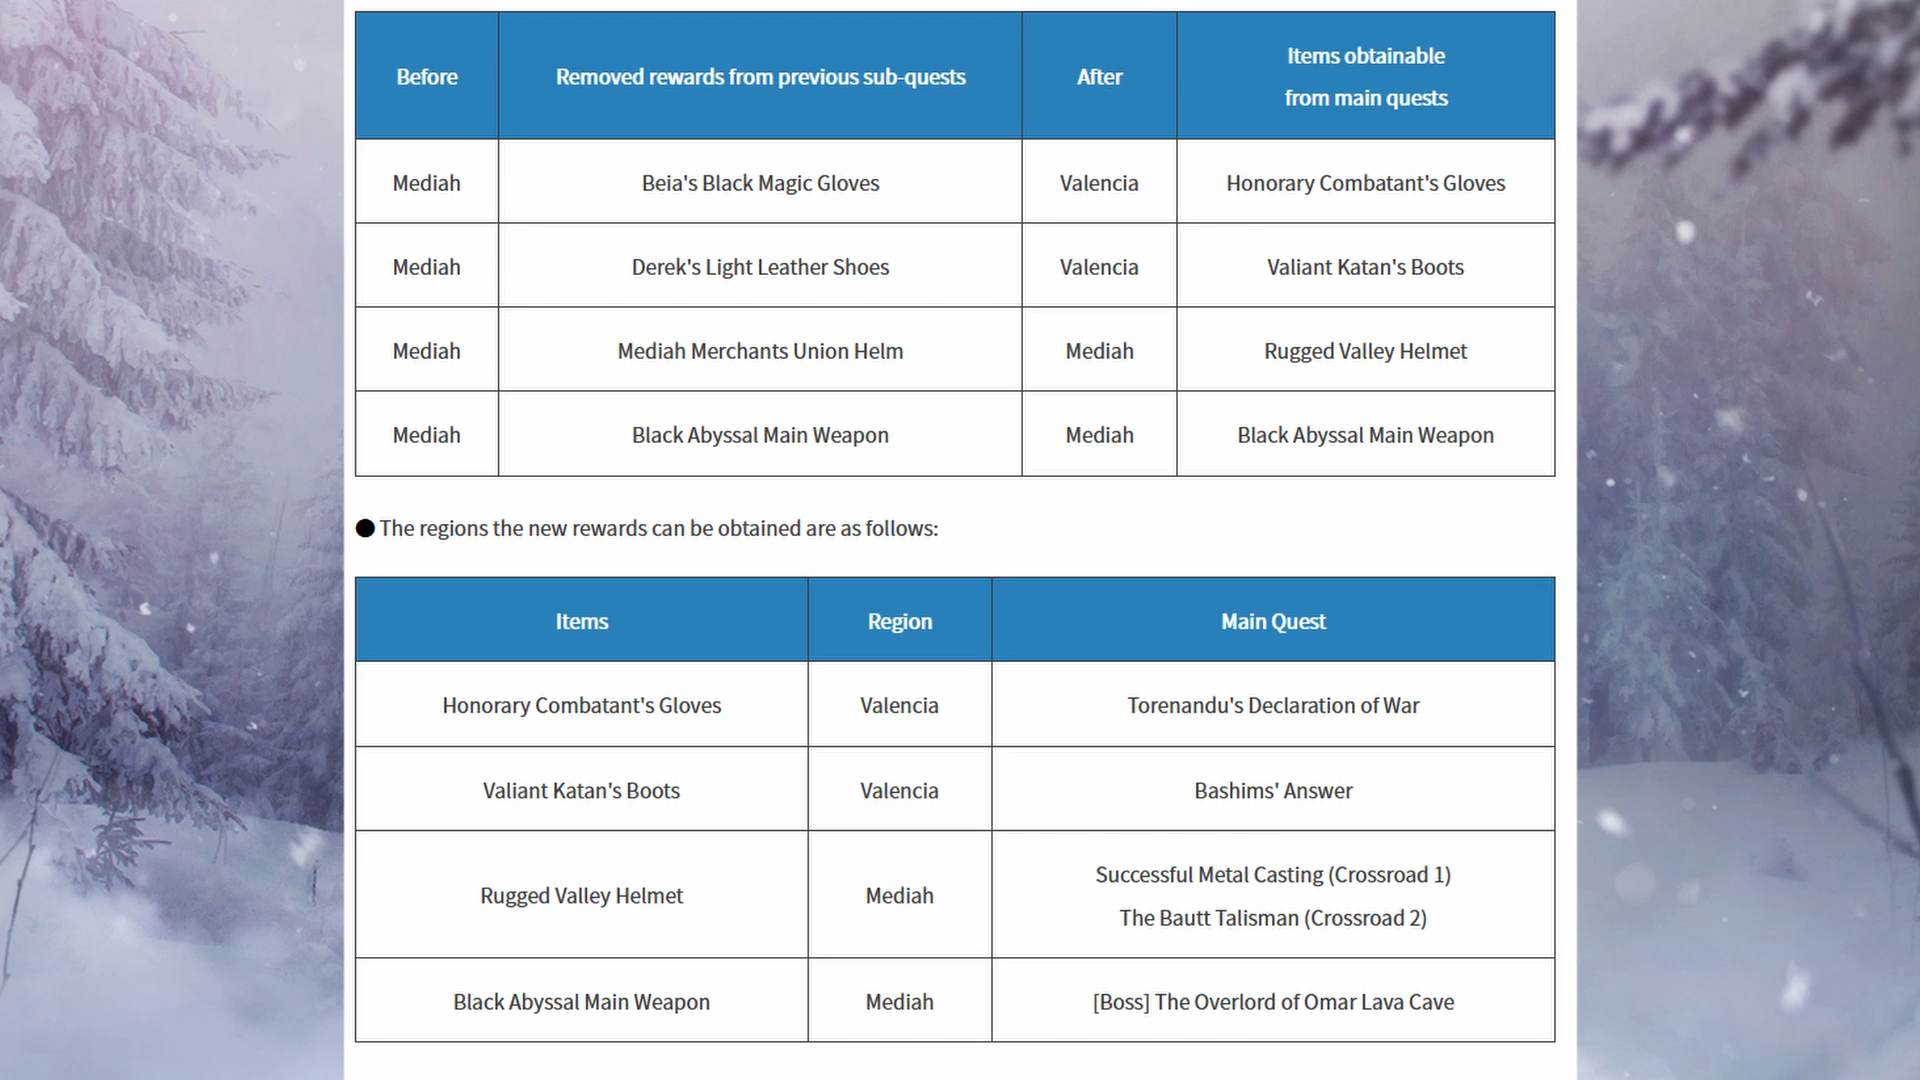 Before Removed rewards from previous sub-quests After Items obtainable
from main quests
Mediah Beia's Black Magic Gloves Valencia Honorary Combatant's Gloves
Mediah Derek's Light Leather Shoes Valencia Valiant Katan's Boots
Mediah Mediah Merchants Union Helm Mediah Rugged Valley Helmet
Mediah Black Abyssal Main Weapon Mediah Black Abyssal Main Weapon
● The regions the new rewards can be obtained are as follows:
Items Region Main Quest
Honorary Combatant's Gloves Valencia Torenandu's Declaration of War
Valiant Katan's Boots Valencia Bashims' Answer
Rugged Valley Helmet Mediah Successful Metal Casting (Crossroad 1)
The Bautt Talisman (Crossroad 2)
Black Abyssal Main Weapon Mediah [Boss] The Overlord of Omar Lava Cave